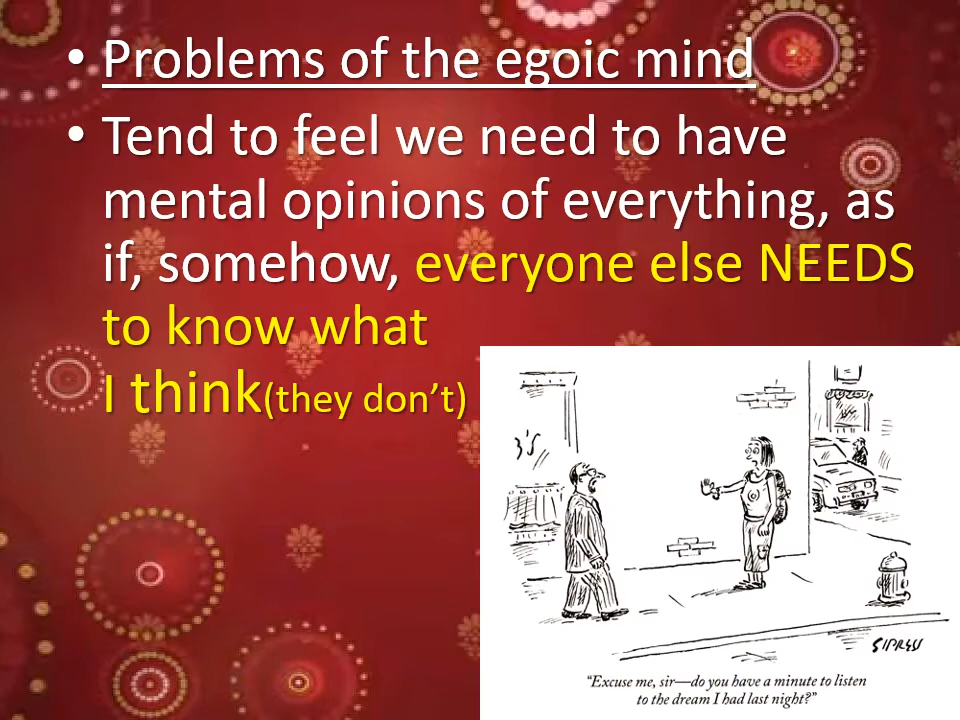 • Problems of the egoic mind
• Tend to feel we need to have
mental opinions of everything, as
if, somehow, everyone else NEEDS
to know what
I think(they don’t)
SIPRESS
“Excuse me, sir—do you have a minute to listen
to the dream I had last night?”